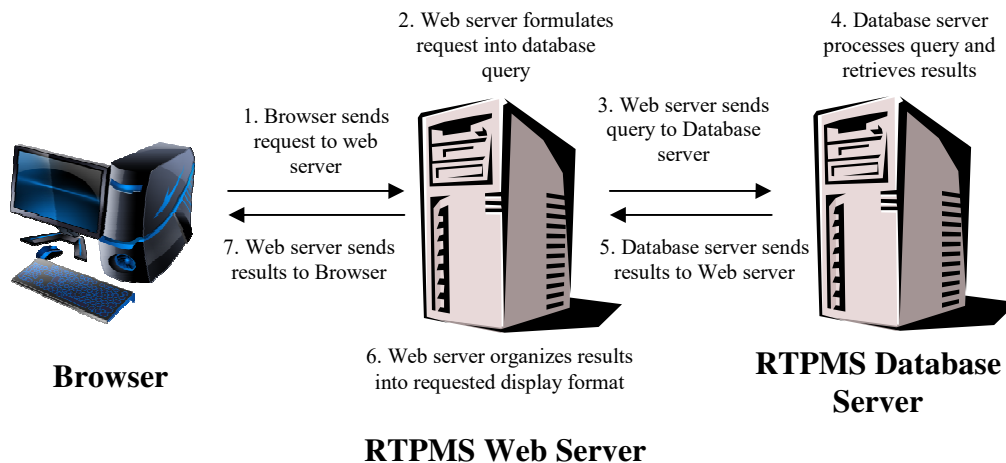 2. Web server formulates
request into database
query
4. Database server
processes query and
retrieves results
1. Browser sends
request to web
server
3. Web server sends
query to Database
server
7. Web server sends
results to Browser
5. Database server sends
results to Web server
6. Web server organizes results
into requested display format
Browser
RTPMS Database
Server
RTPMS Web Server